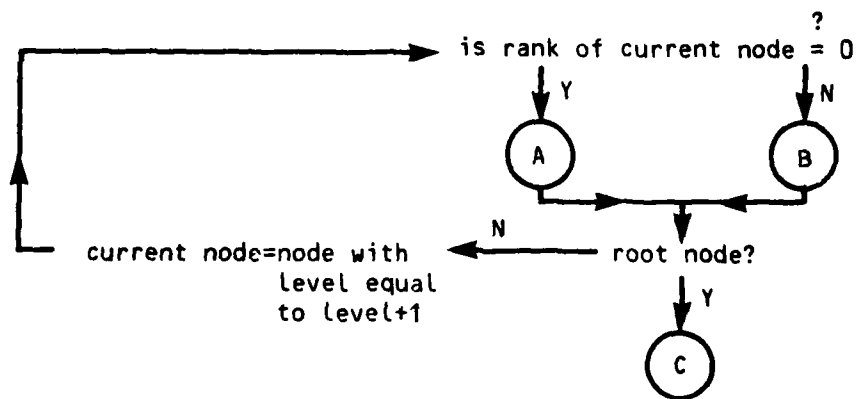 ?
is rank of current node = 0
Y
N
A
B
N
current node=node with
root node?
level equal
to level+1
Y
C